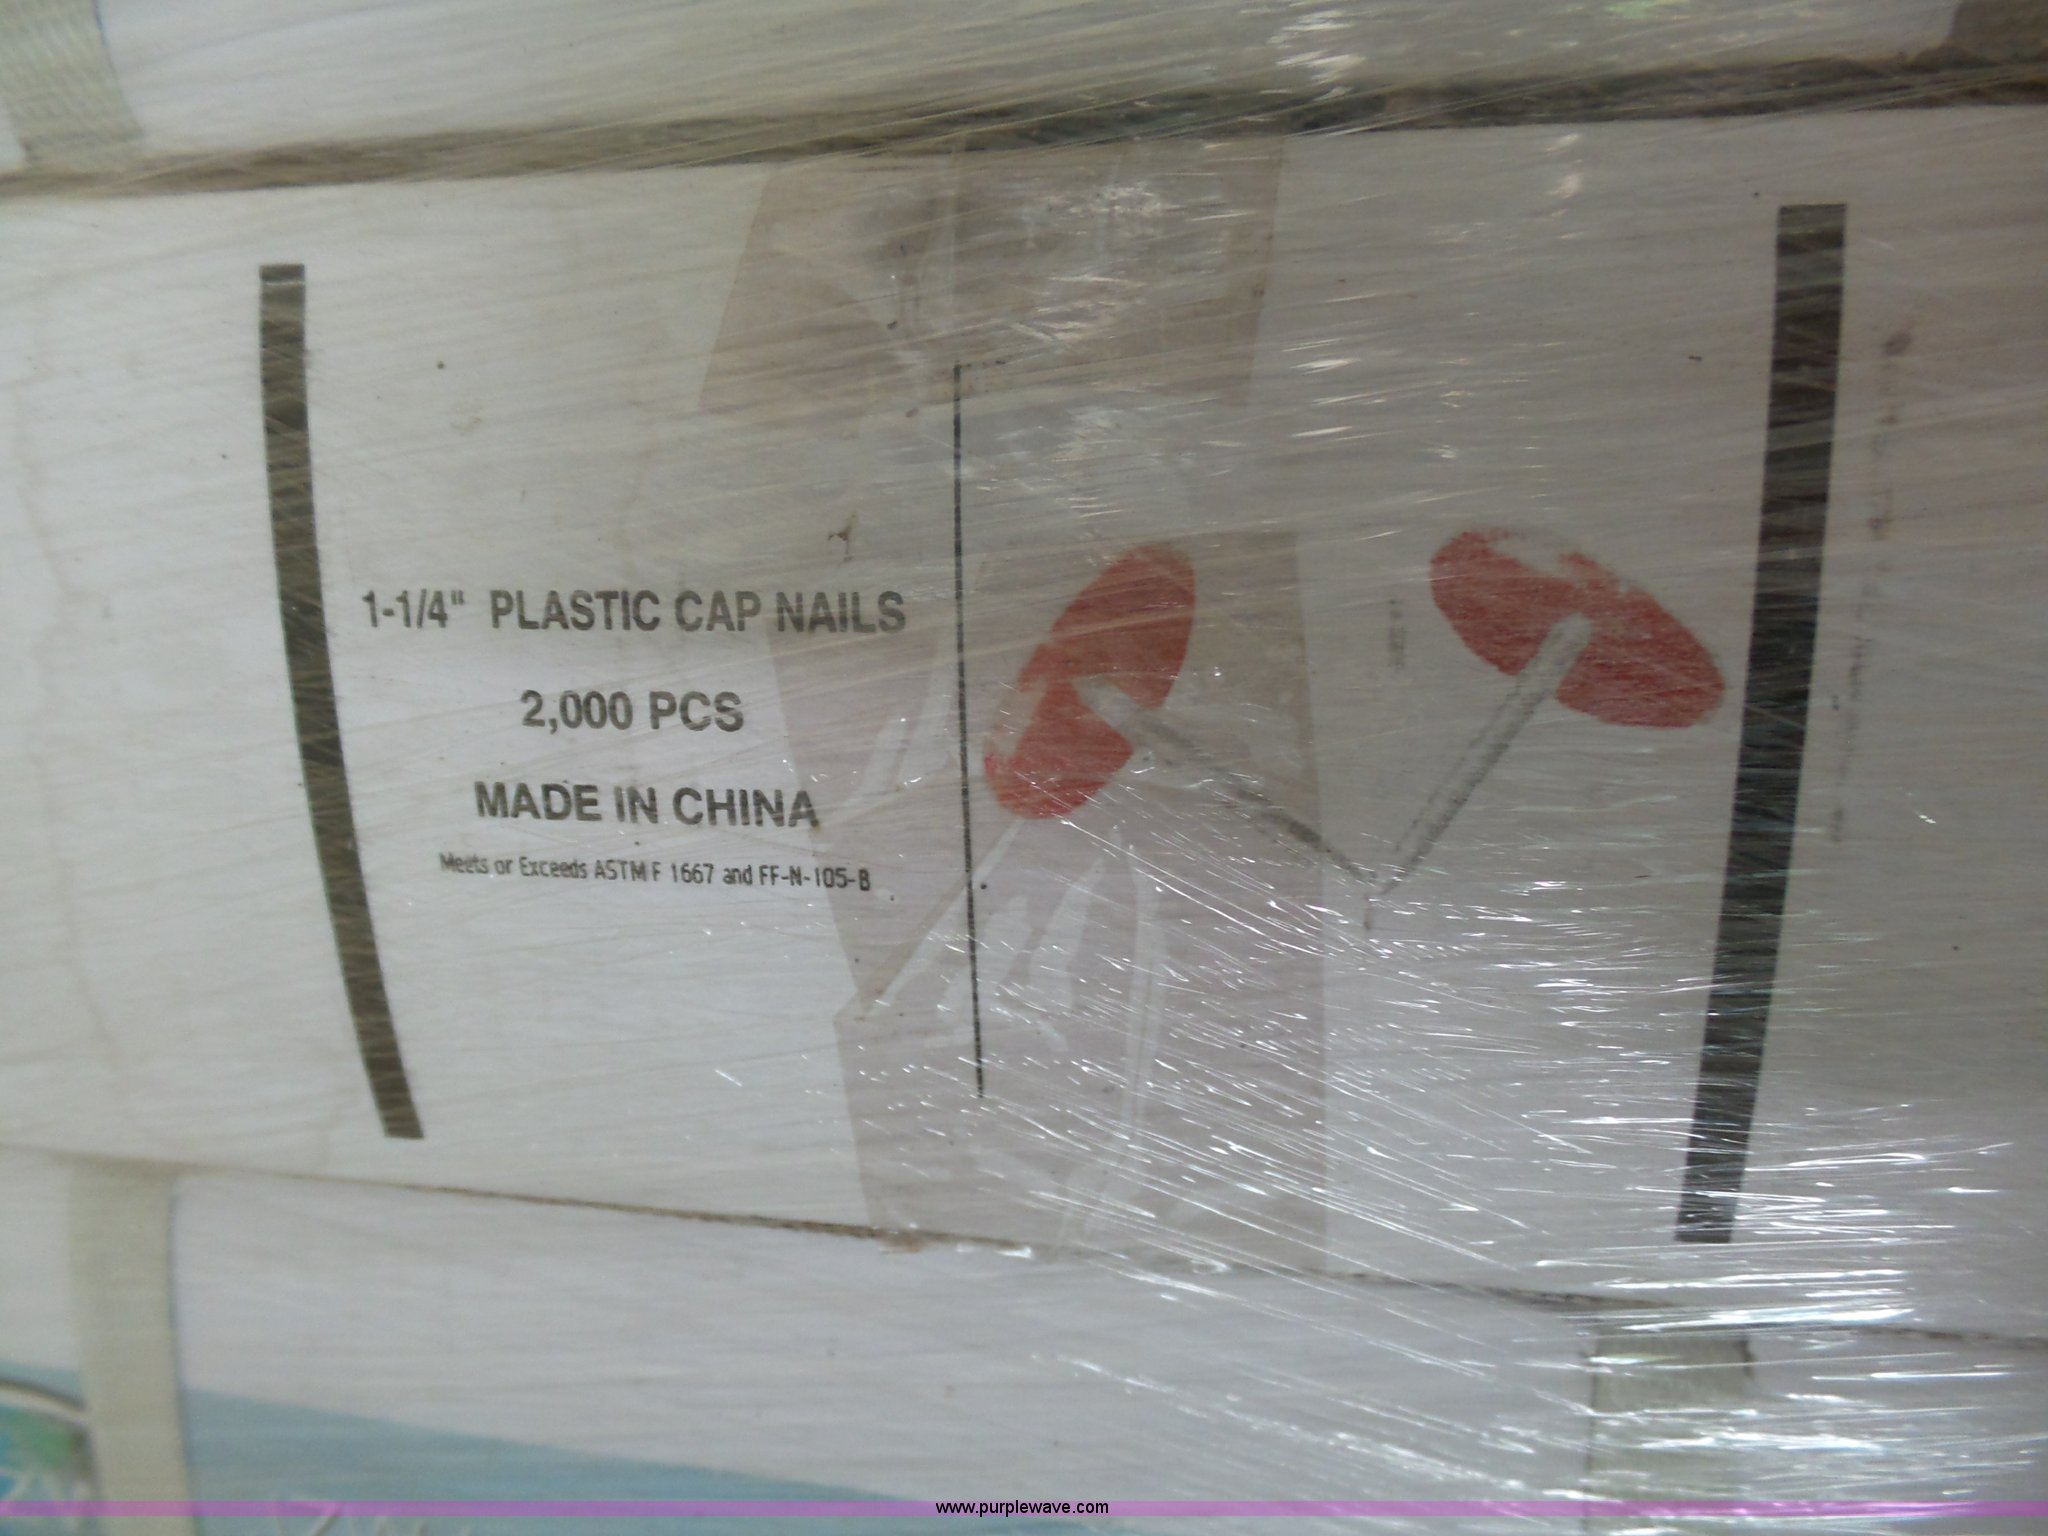 1-1/4" PLASTIC CAP NAILS
2,000 PCS
MADE IN CHINA
Meets or Exceeds ASTM F 1667 and FF-N-105-B
www.purplewave.com